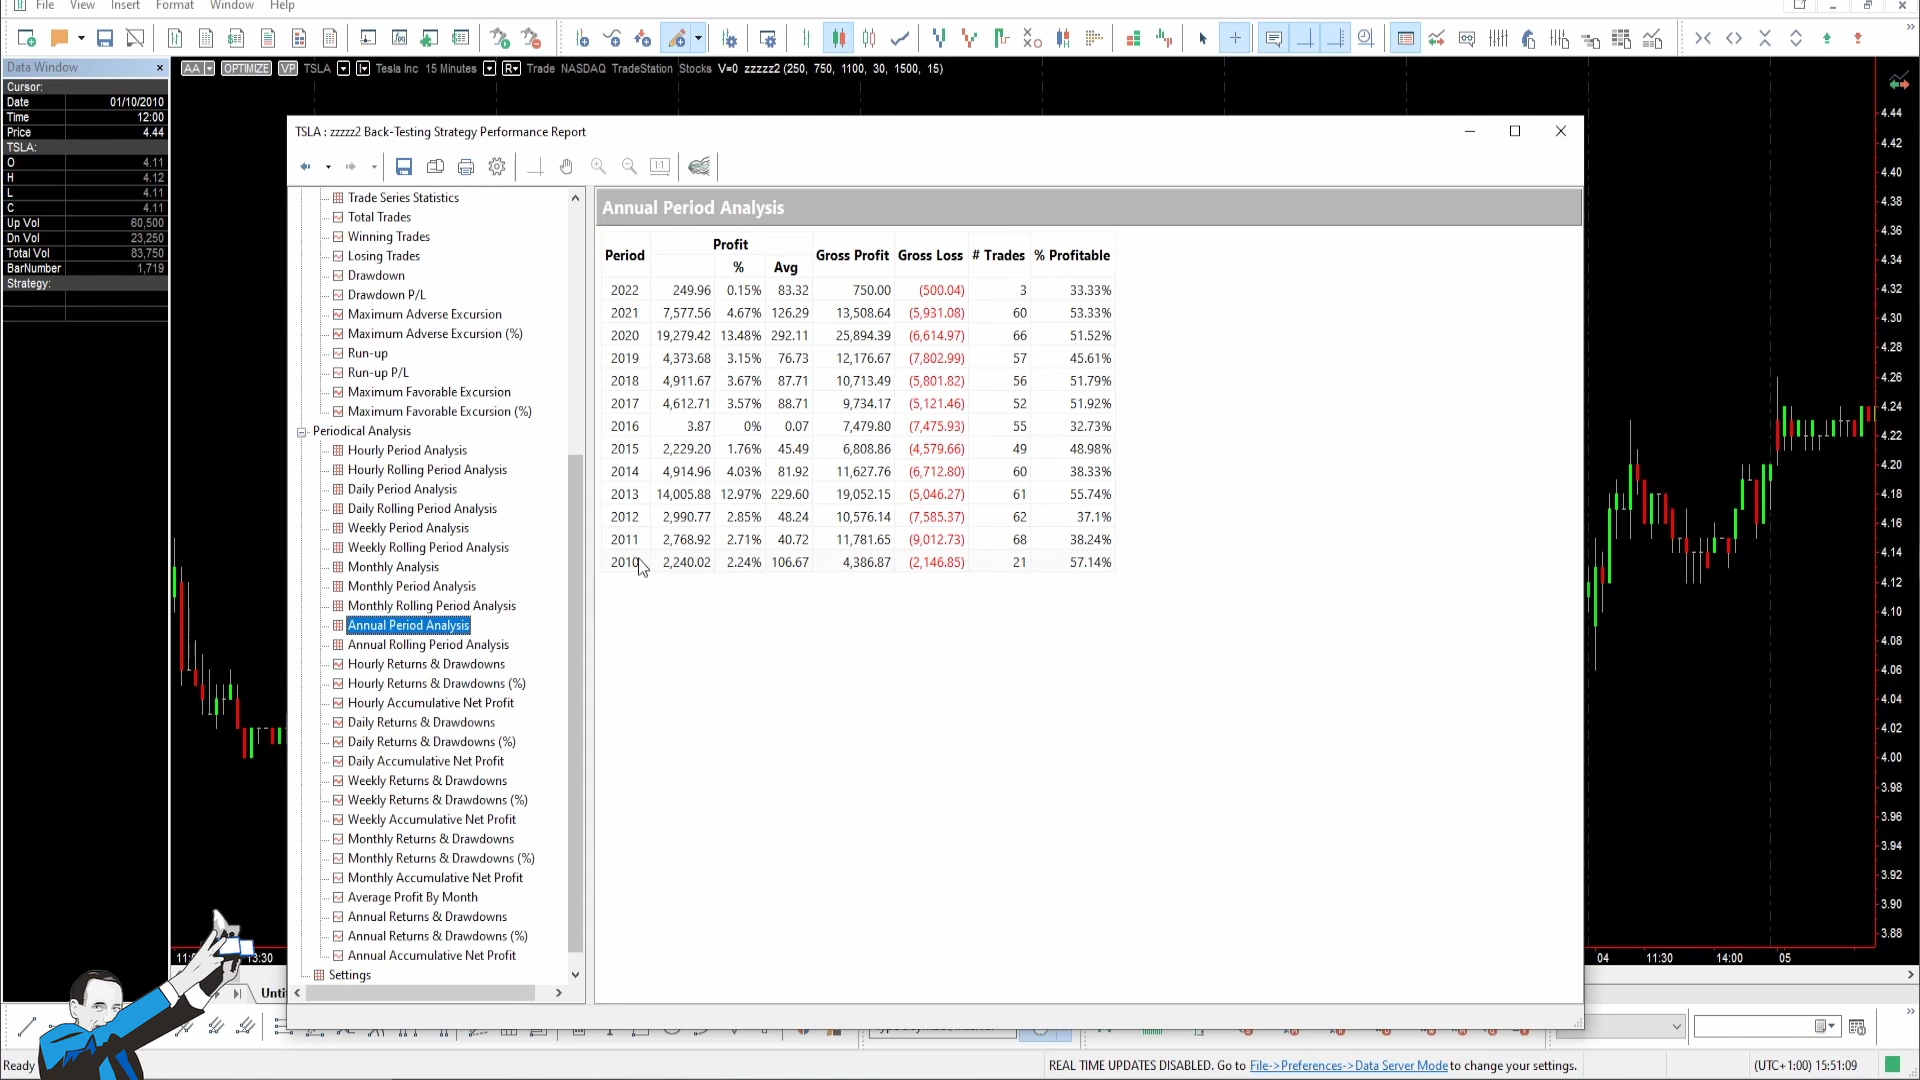 File View Insert Format Window Help
Data Window
AA OPTIMIZE VP TSLA Tesla Inc 15 Minutes R Trade NASDAQ TradeStation Stocks V=0 zzzzz2 (250, 750, 1100, 30, 1500, 15)
Cursor:
Date 01/10/2010
Time 12:00
Price 4.44
TSLA:
O 4.11
H 4.12
L 4.11
C 4.11
Up Vol 60,500
Dn Vol 23,250
Total Vol 83,750
BarNumber 1,719
Strategy:
TSLA : zzzzz2 Back-Testing Strategy Performance Report
1:1
Trade Series Statistics
Total Trades
Winning Trades
Losing Trades
Drawdown
Drawdown P/L
Maximum Adverse Excursion
Maximum Adverse Excursion (%)
Run-up
Run-up P/L
Maximum Favorable Excursion
Maximum Favorable Excursion (%)
Periodical Analysis
Hourly Period Analysis
Hourly Rolling Period Analysis
Daily Period Analysis
Daily Rolling Period Analysis
Weekly Period Analysis
Weekly Rolling Period Analysis
Monthly Analysis
Monthly Period Analysis
Monthly Rolling Period Analysis
Annual Period Analysis
Annual Rolling Period Analysis
Hourly Returns & Drawdowns
Hourly Returns & Drawdowns (%)
Hourly Accumulative Net Profit
Daily Returns & Drawdowns
Daily Returns & Drawdowns (%)
Daily Accumulative Net Profit
Weekly Returns & Drawdowns
Weekly Returns & Drawdowns (%)
Weekly Accumulative Net Profit
Monthly Returns & Drawdowns
Monthly Returns & Drawdowns (%)
Monthly Accumulative Net Profit
Average Profit By Month
Annual Returns & Drawdowns
Annual Returns & Drawdowns (%)
Annual Accumulative Net Profit
Settings
Annual Period Analysis
Period Profit % Avg Gross Profit Gross Loss # Trades % Profitable
2022 249.96 0.15% 83.32 750.00 (500.04) 3 33.33%
2021 7,577.56 4.67% 126.29 13,508.64 (5,931.08) 60 53.33%
2020 19,279.42 13.48% 292.11 25,894.39 (6,614.97) 66 51.52%
2019 4,373.68 3.15% 76.73 12,176.67 (7,802.99) 57 45.61%
2018 4,911.67 3.67% 87.71 10,713.49 (5,801.82) 56 51.79%
2017 4,612.71 3.57% 88.71 9,734.17 (5,121.46) 52 51.92%
2016 3.87 0% 0.07 7,479.80 (7,475.93) 55 32.73%
2015 2,229.20 1.76% 45.49 6,808.86 (4,579.66) 49 48.98%
2014 4,914.96 4.03% 81.92 11,627.76 (6,712.80) 60 38.33%
2013 14,005.88 12.97% 229.60 19,052.15 (5,046.27) 61 55.74%
2012 2,990.77 2.85% 48.24 10,576.14 (7,585.37) 62 37.1%
2011 2,768.92 2.71% 40.72 11,781.65 (9,012.73) 68 38.24%
2010 2,240.02 2.24% 106.67 4,386.87 (2,146.85) 21 57.14%
4.44
4.42
4.40
4.38
4.36
4.34
4.32
4.30
4.28
4.26
4.24
4.22
4.20
4.18
4.16
4.14
4.12
4.10
4.08
4.06
4.04
4.02
4.00
3.98
3.96
3.94
3.92
3.90
3.88
04 11:30 14:00 05
Ready
REAL TIME UPDATES DISABLED. Go to File->Preferences->Data Server Mode to change your settings.
(UTC+1:00) 15:51:09